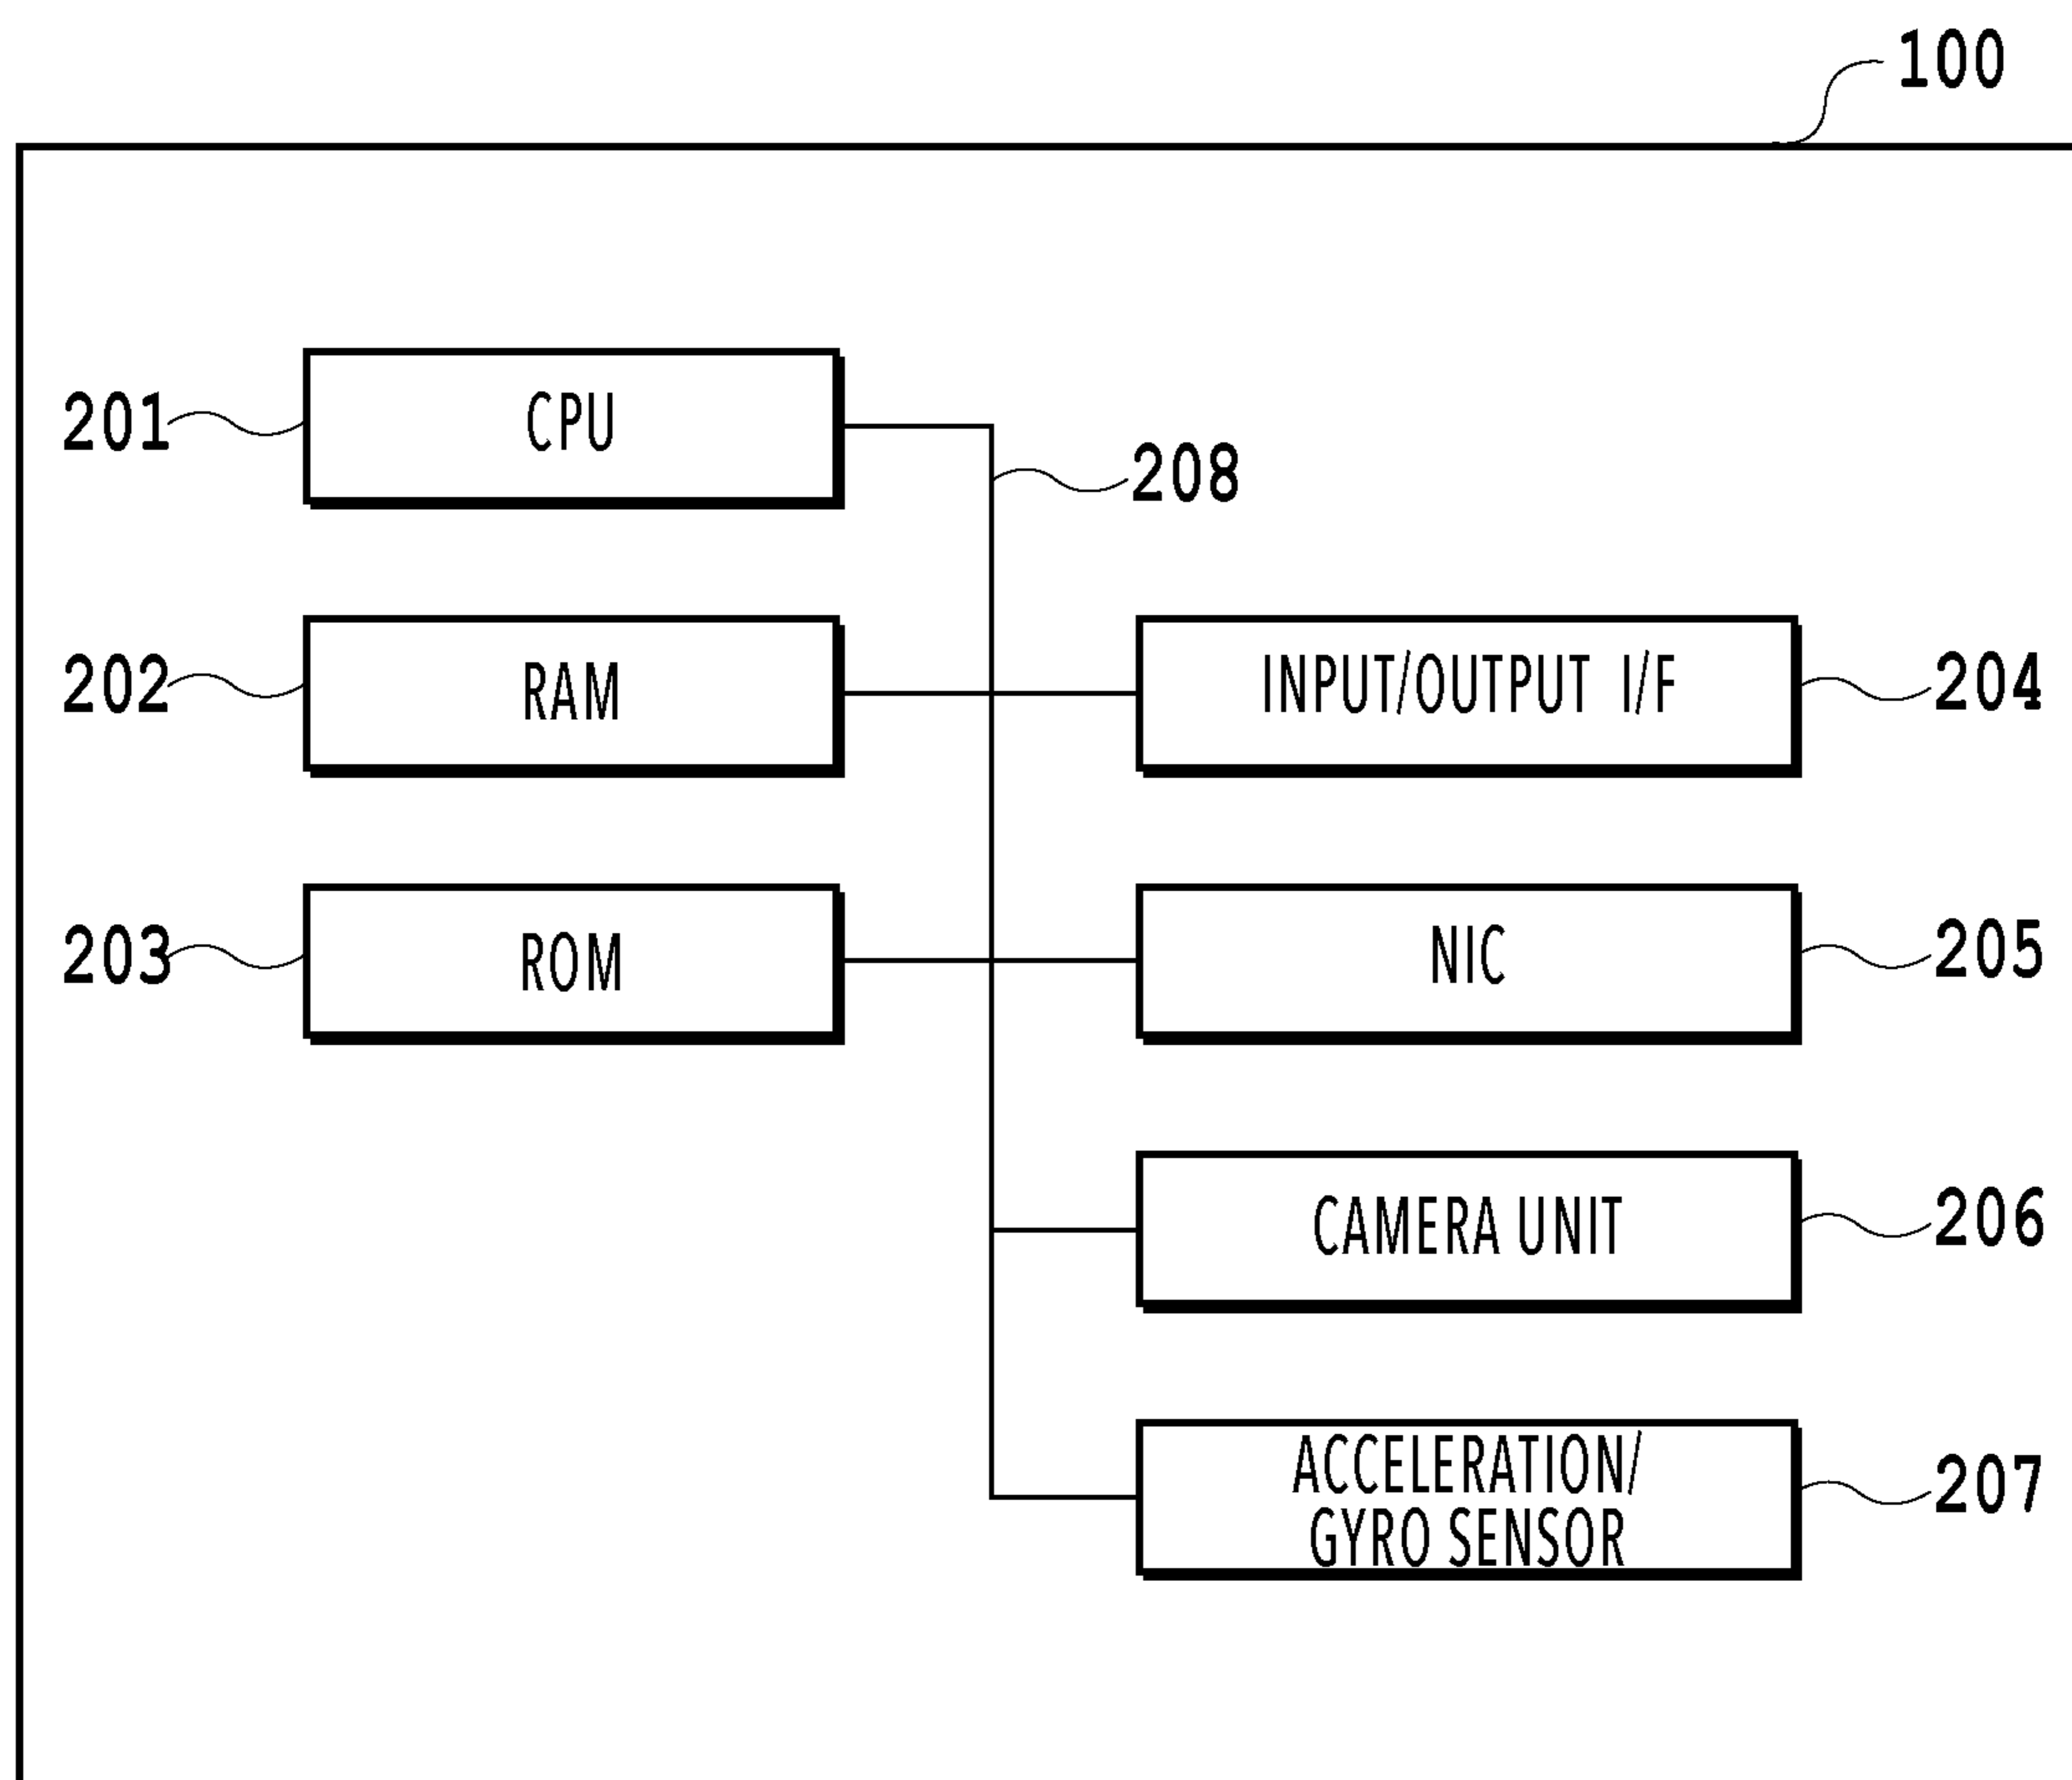 100
201 CPU
208
202 RAM
INPUT/OUTPUT I/F 204
203 ROM
NIC 205
CAMERA UNIT 206
ACCELERATION/
GYRO SENSOR
207